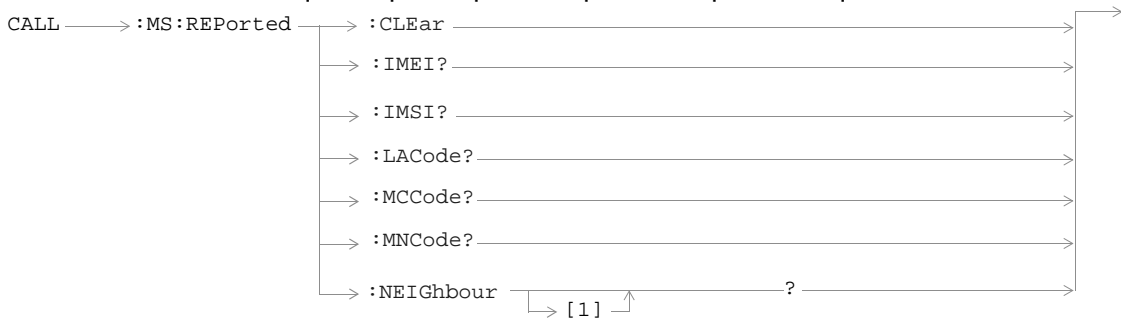 CALL :MS:REPorted :CLEar
:IMEI?
:IMSI?
:LACode?
:MCCode?
:MNCode?
:NEIGhbour ?
[1]